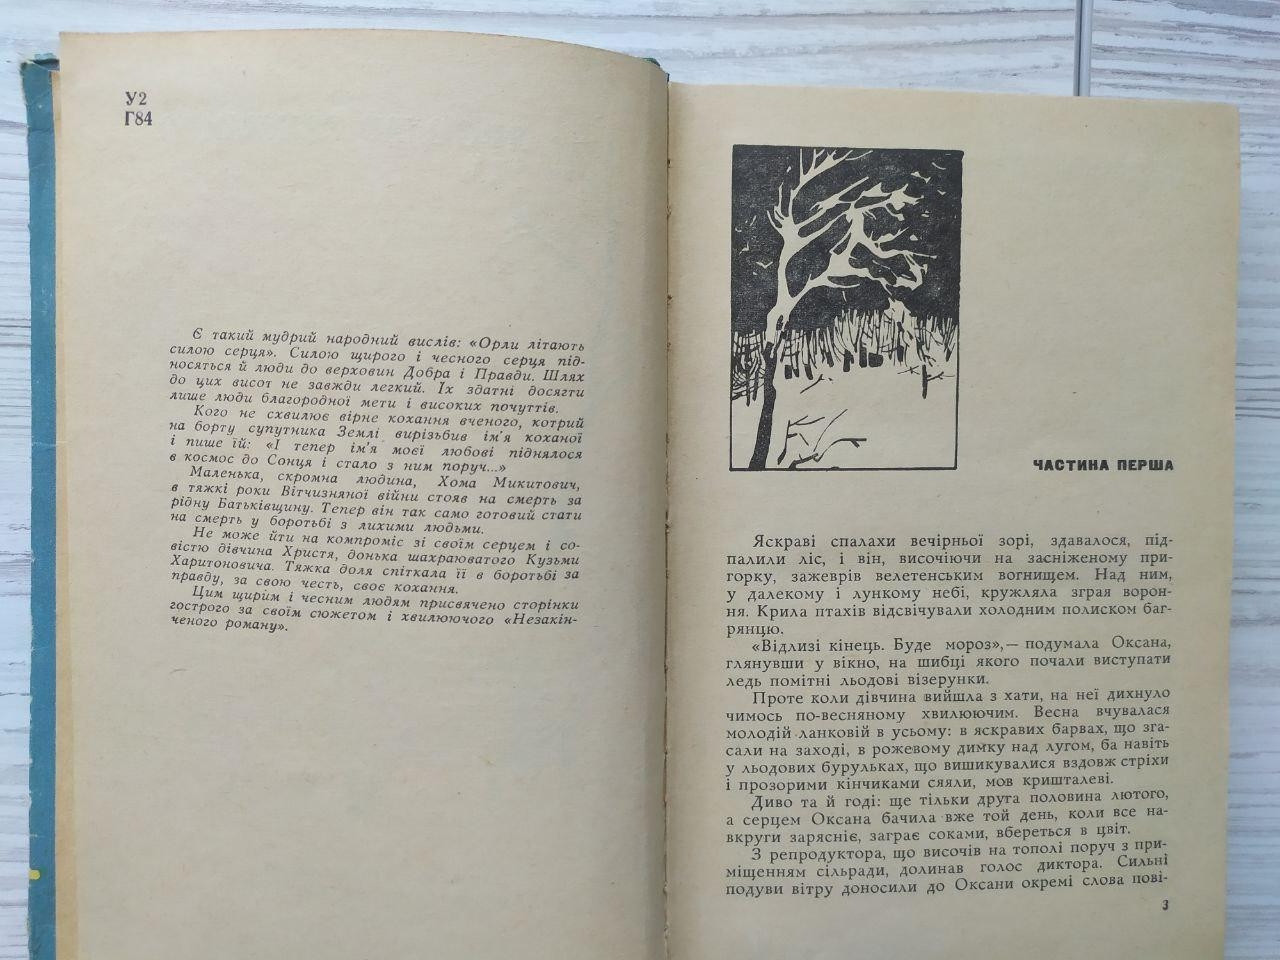 У2
Г84
Є такий мудрий народний вислів: «Орли літають
силою серця». Силою щирого і чесного серця під-
носяться й люди до верховин Добра і Правди. Шлях
до цих висот не завжди легкий. Їх здатні досягти
лише люди благородної мети і високих почуттів.
Кого не схвилює вірне кохання вченого, котрий
на борту супутника Землі вирізьбив ім'я коханої
і пише їй: «І тепер ім'я моєї любові піднялося
в космос до Сонця і стало з ним поруч...»
Маленька, скромна людина, Хома Микитович,
в тяжкі роки Вітчизняної війни стояв на смерть за
рідну Батьківщину. Тепер він так само готовий стати
на смерть у боротьбі з лихими людьми.
Не може йти на компроміс зі своїм серцем і со-
вістю дівчина Христя, донька шахраюватого Кузьми
Харитоновича. Тяжка доля спіткала її в боротьбі за
правду, за свою честь, своє кохання.
Цим щирим і чесним людям присвячено сторінки
гострого за своїм сюжетом і хвилюючого «Незакін-
ченого роману».
ЧАСТИНА ПЕРША
Яскраві спалахи вечірньої зорі, здавалося, під-
палили ліс, і він, височіючи на засніженому при-
горку, зажеврів велетенським вогнищем. Над ним,
у далекому і лункому небі, кружляла зграя ворон-
ня. Крила птахів відсвічували холодним полиском баг-
рянцю.
«Відлизі кінець. Буде мороз»,— подумала Оксана,
глянувши у вікно, на шибці якого почали виступати
ледь помітні льодові візерунки.
Проте коли дівчина вийшла з хати, на неї дихнуло
чимось по-весняному хвилюючим. Весна вчувалася
молодій ланковій в усьому: в яскравих барвах, що зга-
сали на заході, в рожевому димку над лугом, ба навіть
у льодових бурульках, що вишикувалися вздовж стріхи
і прозорими кінчиками сяяли, мов кришталеві.
Диво та й годі: ще тільки друга половина лютого,
а серцем Оксана бачила вже той день, коли все на-
вкруги зарясніє, заграє соками, вбереться в цвіт.
З репродуктора, що височів на тополі поруч з при-
міщенням сільради, долинав голос диктора. Сильні
подуви вітру доносили до Оксани окремі слова пові-
3